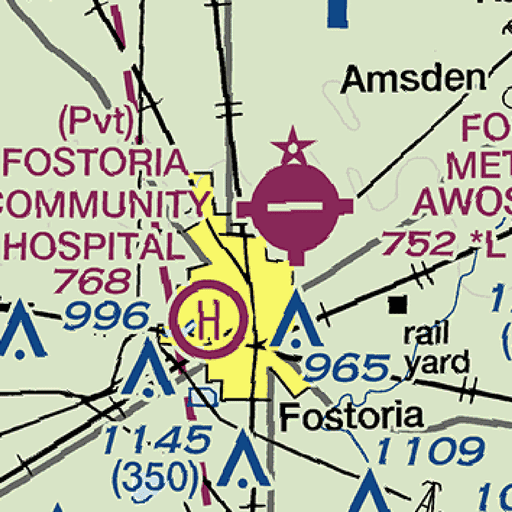 Amsden
(Pvt)
FOSTORIA
COMMUNITY
HOSPITAL
768
FO
MET
AWOS
752 *L
996
H
rail
yard
965
Fostoria
1145
(350)
1109